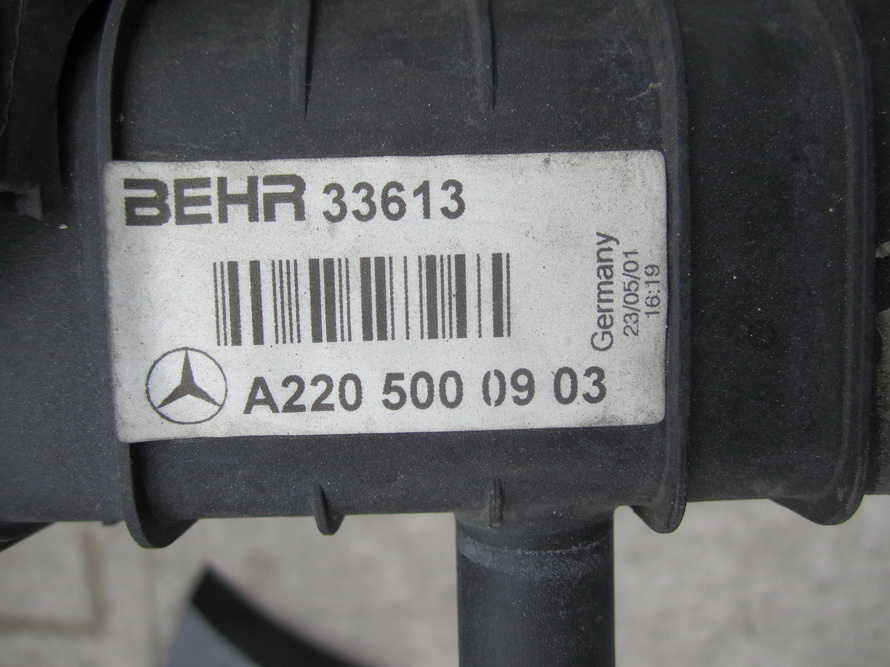 BEHR 33613
A220 500 09 03
Germany
23/05/01
16:19